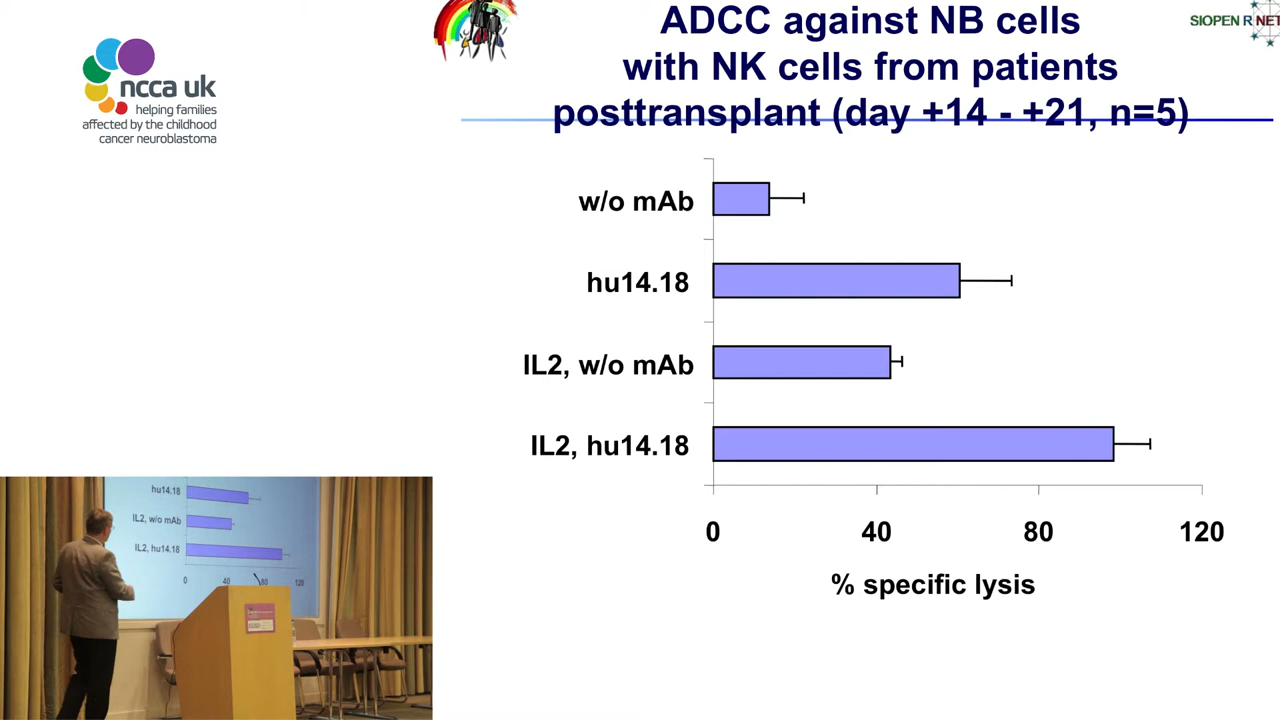 ADCC against NB cells
with NK cells from patients
posttransplant (day +14 - +21, n=5)
SIOPEN R NET
ncca uk
helping families
affected by the childhood
cancer neuroblastoma
w/o mAb
hu14.18
IL2, w/o mAb
IL2, hu14.18
0 40 80 120
% specific lysis
hu14.18
IL2, w/o mAb
IL2, hu14.18
0 40 80 120